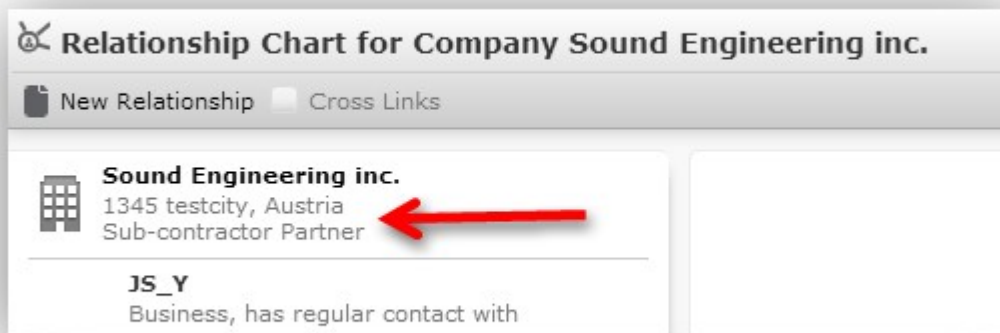 Relationship Chart for Company Sound Engineering inc.
New Relationship Cross Links
Sound Engineering inc.
1345 testcity, Austria
Sub-contractor Partner
JS_Y
Business, has regular contact with